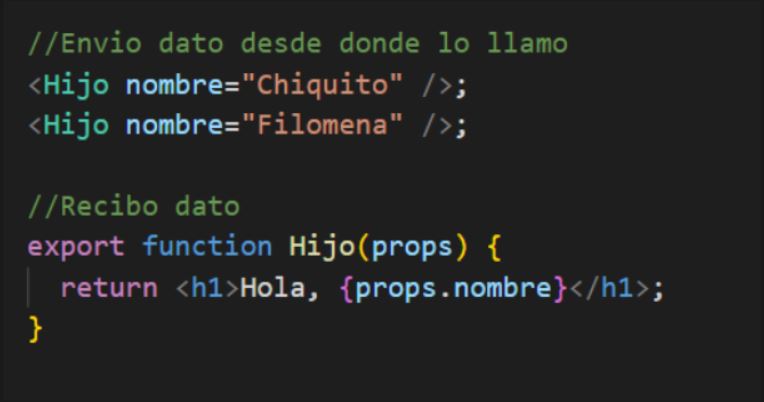 //Envio dato desde donde lo llamo
<Hijo nombre="Chiquito" />;
<Hijo nombre="Filomena" />;
//Recibo dato
export function Hijo(props) {
  return <h1>Hola, {props.nombre}</h1>;
}